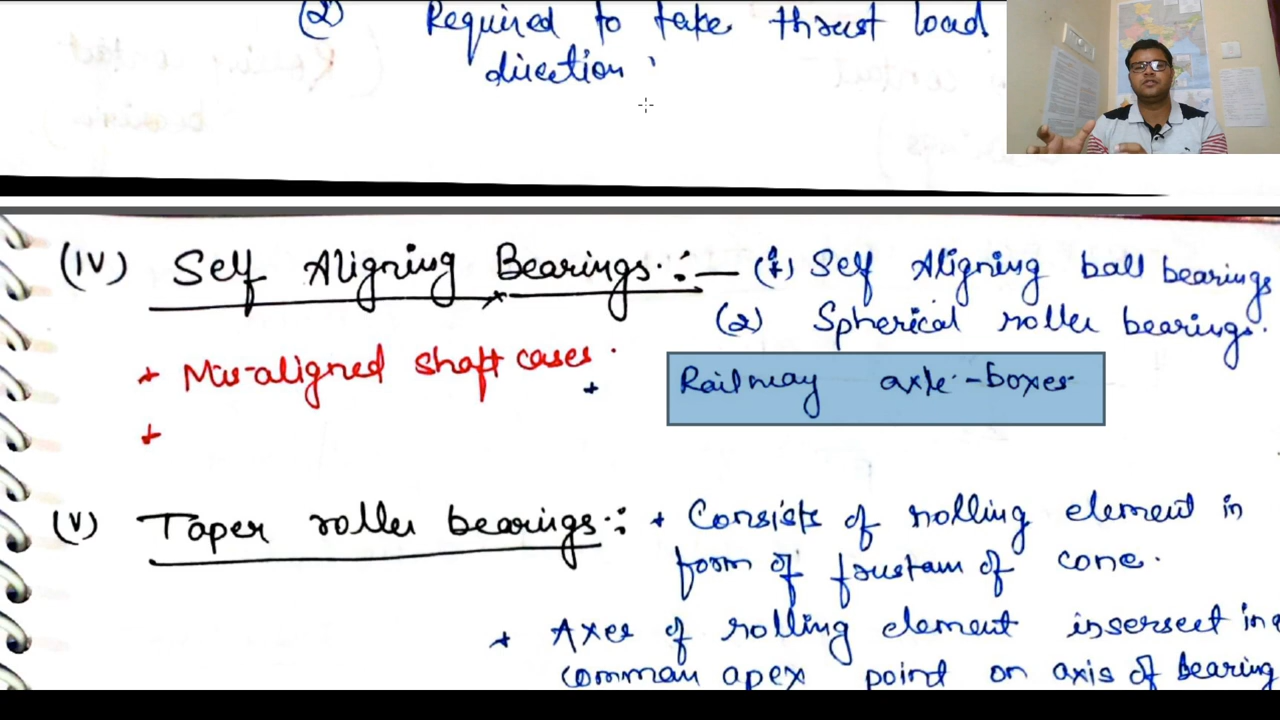 (2) Required to take thrust load
direction.
(IV) Self Aligning Bearings :— (1) Self Aligning ball bearings
(2) Spherical roller bearings.
* Mis-aligned shaft cases.
* Railway axle-boxes
*
(V) Taper roller bearings :- * Consists of rolling element in
form of frustam of cone.
* Axes of rolling element insersect in a
common apex point on axis of bearing